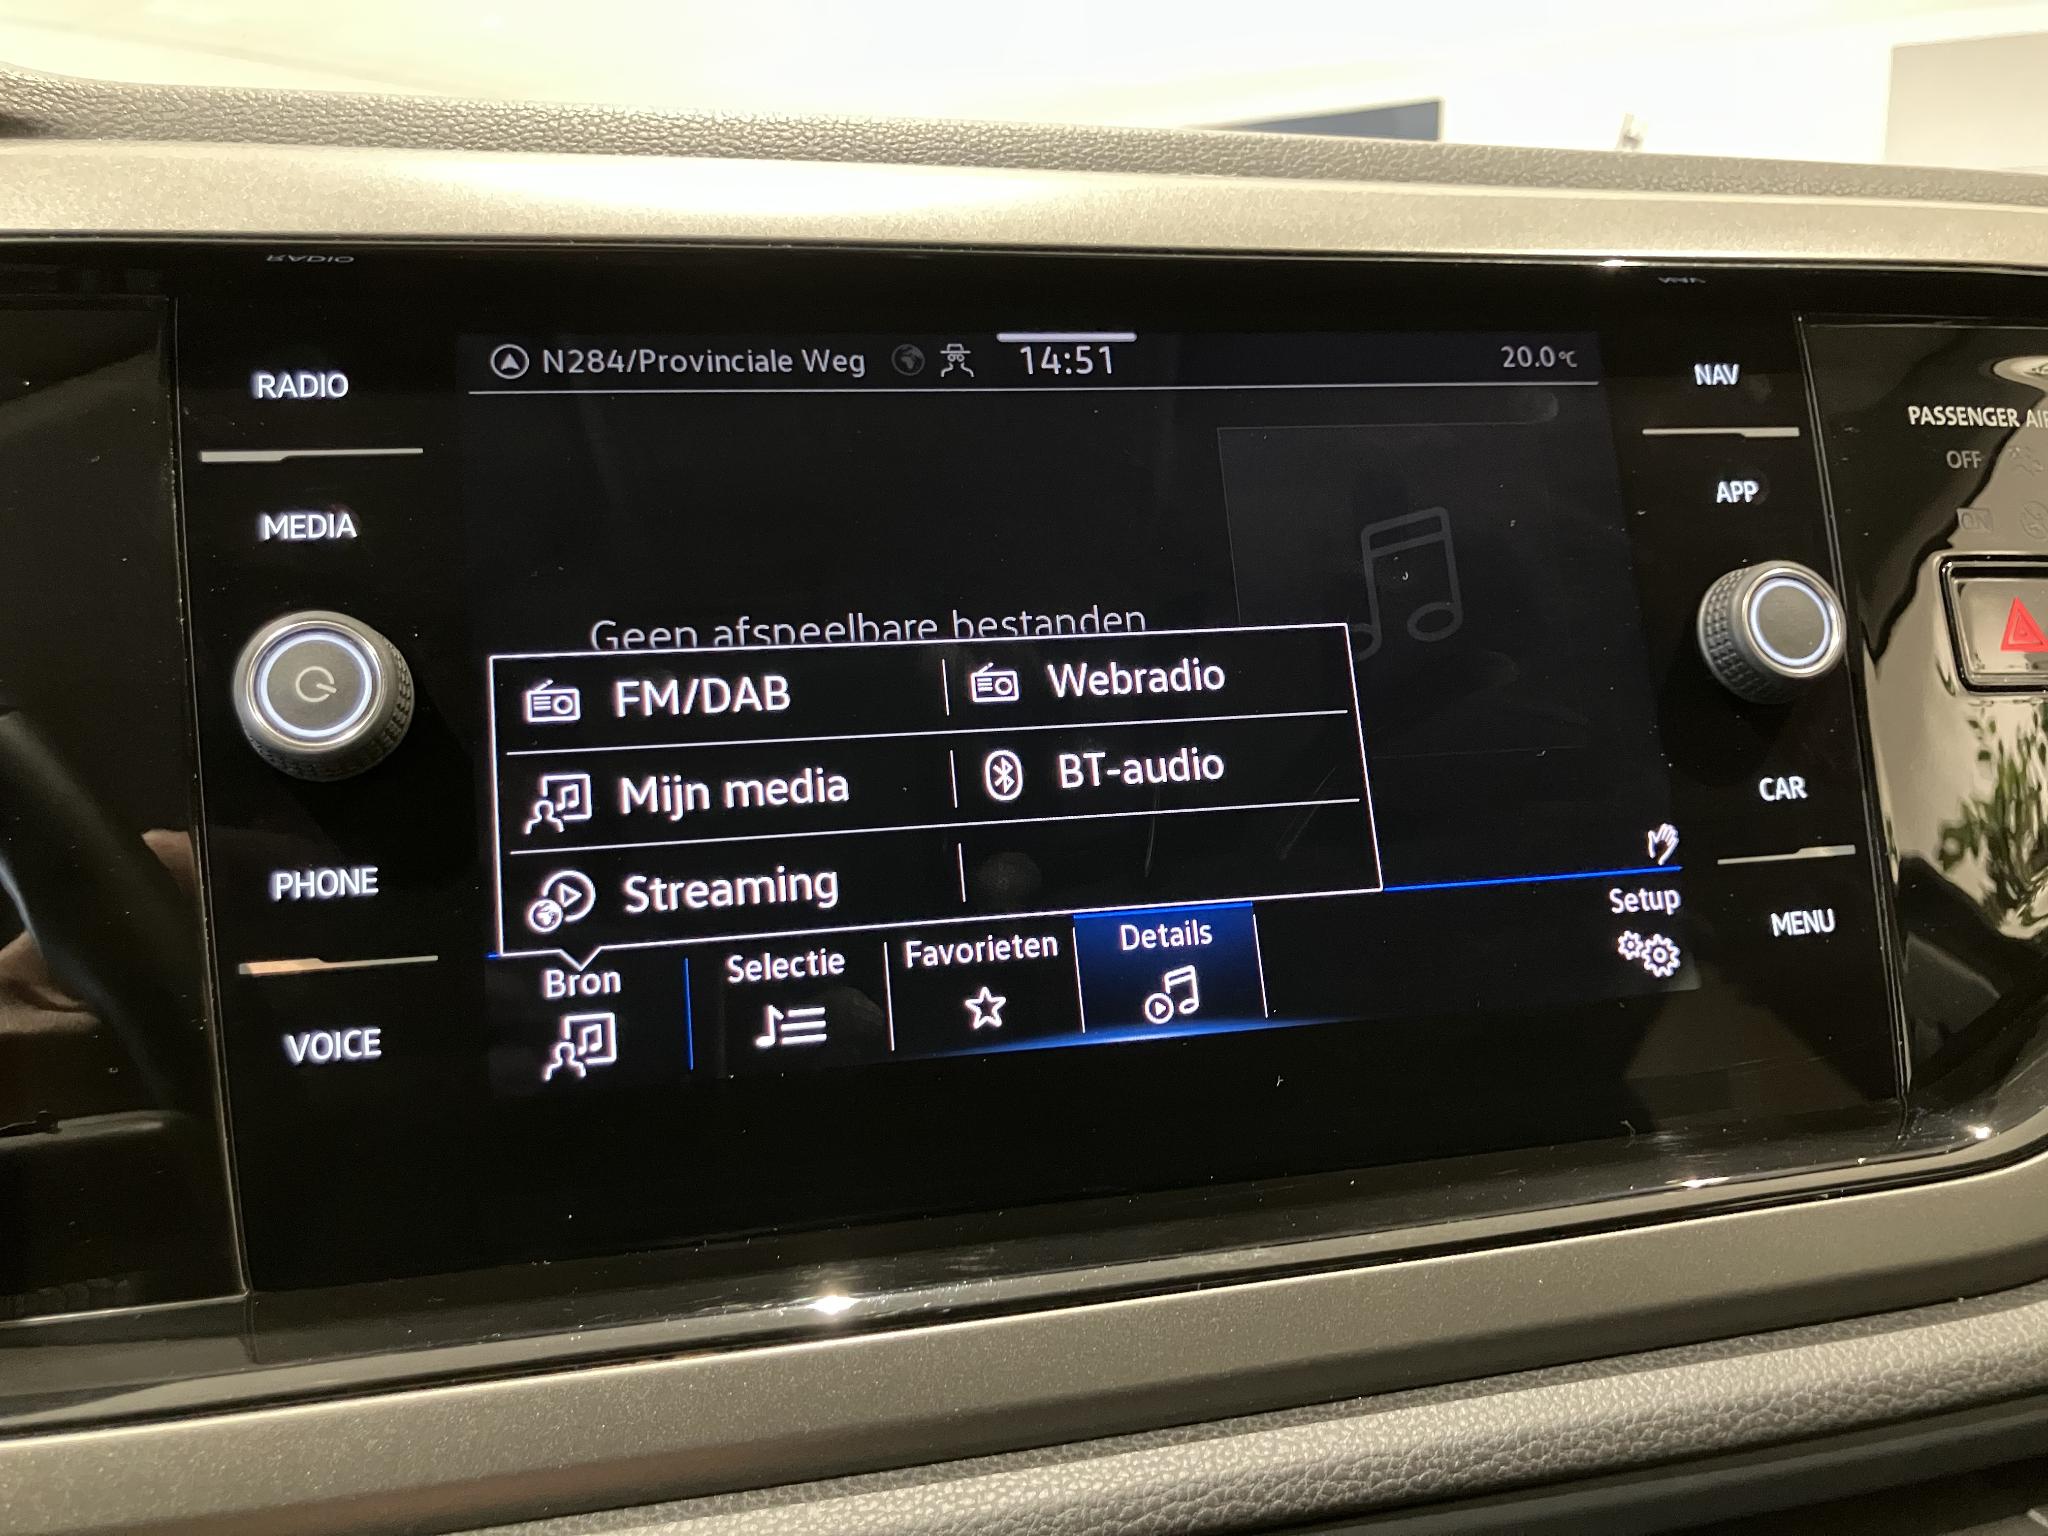 RADIO
MEDIA
PHONE
VOICE
N284/Provinciale Weg
14:51
20.0°C
Geen afspeelbare bestanden
FM/DAB
Webradio
Mijn media
BT-audio
Streaming
Bron
Selectie
Favorieten
Details
Setup
NAV
APP
CAR
MENU
PASSENGER AI
OFF
ON